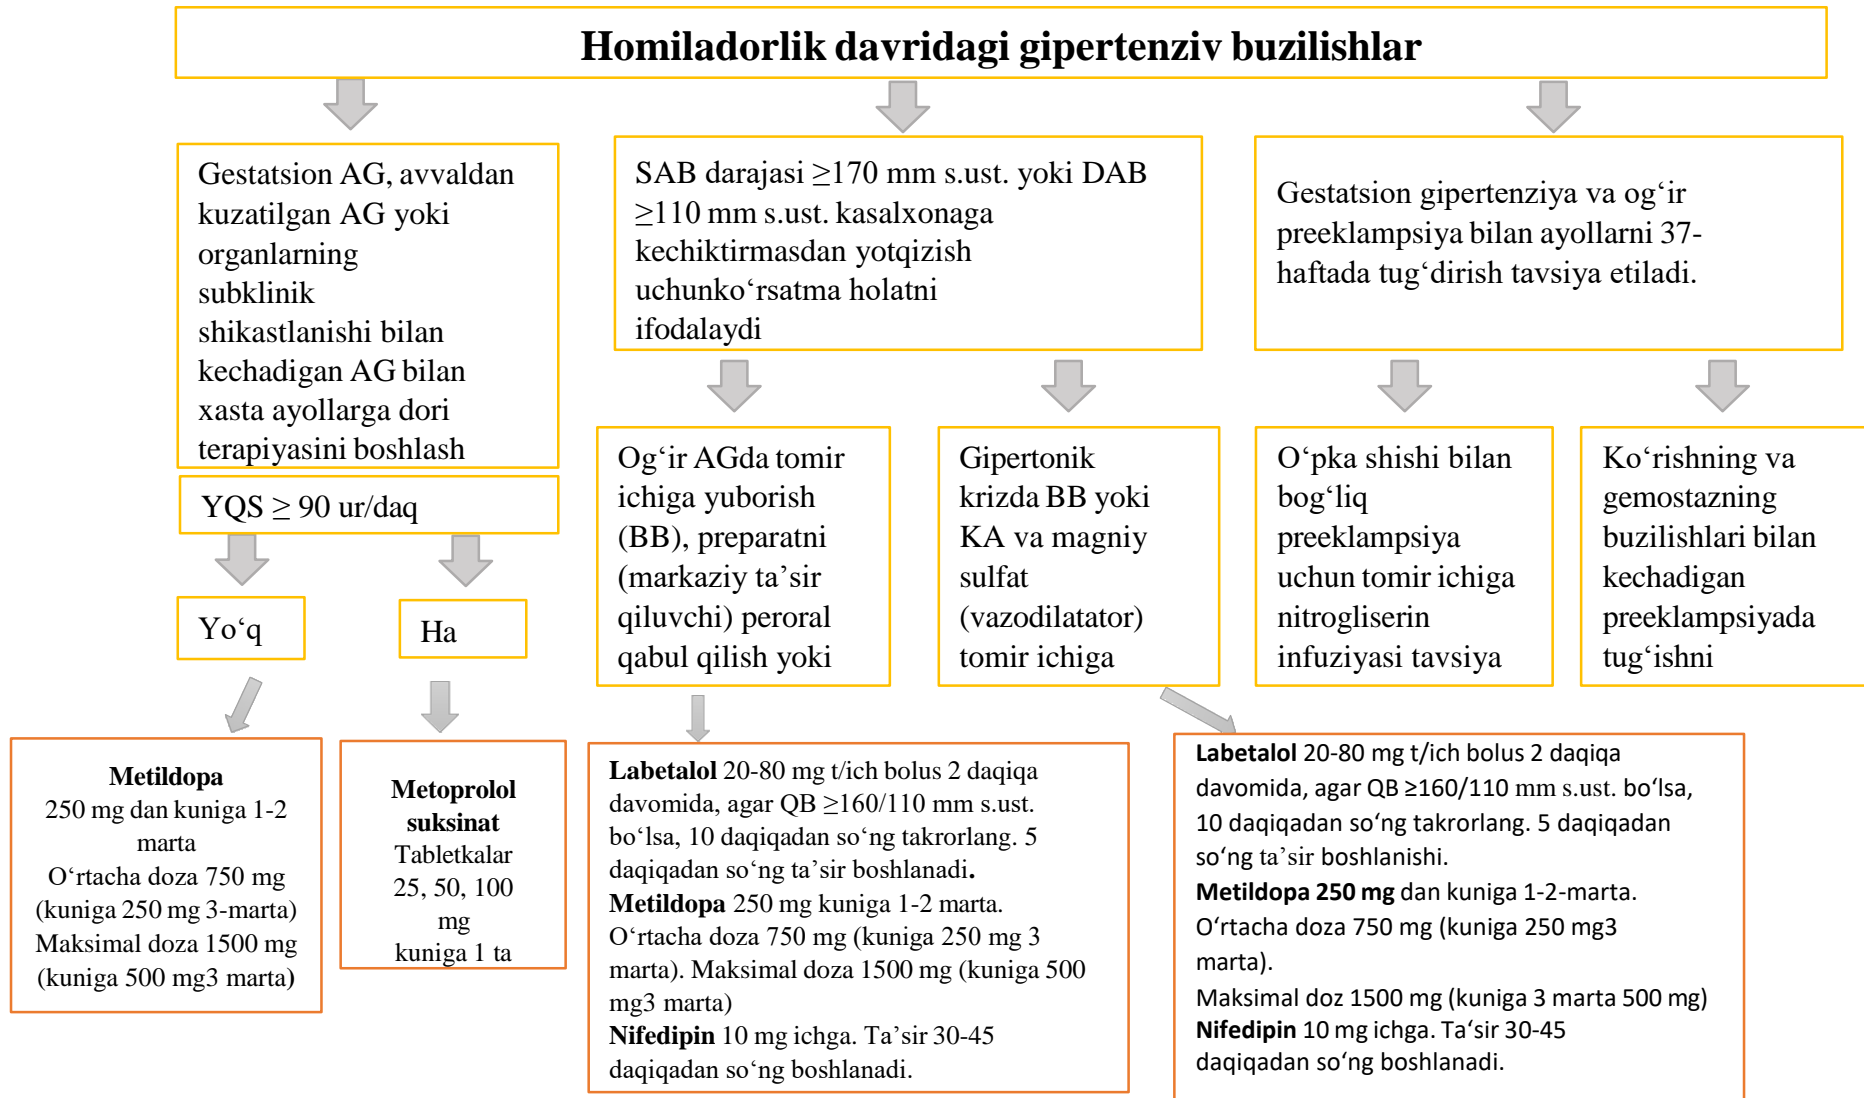 Homiladorlik davridagi gipertenziv buzilishlar
Gestatsion AG, avvaldan
kuzatilgan AG yoki
organlarning
subklinik
shikastlanishi bilan
kechadigan AG bilan
xasta ayollarga dori
terapiyasini boshlash
YQS ≥ 90 ur/daq
Yo‘q
Ha
Metildopa
250 mg dan kuniga 1-2
marta
O‘rtacha doza 750 mg
(kuniga 250 mg 3-marta)
Maksimal doza 1500 mg
(kuniga 500 mg3 marta)
Metoprolol
suksinat
Tabletkalar
25, 50, 100
mg
kuniga 1 ta
SAB darajasi ≥170 mm s.ust. yoki DAB
≥110 mm s.ust. kasalxonaga
kechiktirmasdan yotqizish
uchunko‘rsatma holatni
ifodalaydi
Og‘ir AGda tomir
ichiga yuborish
(BB), preparatni
(markaziy ta’sir
qiluvchi) peroral
qabul qilish yoki
Gipertonik
krizda BB yoki
KA va magniy
sulfat
(vazodilatator)
tomir ichiga
Labetalol 20-80 mg t/ich bolus 2 daqiqa
davomida, agar QB ≥160/110 mm s.ust.
bo‘lsa, 10 daqiqadan so‘ng takrorlang. 5
daqiqadan so‘ng ta’sir boshlanadi.
Metildopa 250 mg kuniga 1-2 marta.
O‘rtacha doza 750 mg (kuniga 250 mg 3
marta). Maksimal doza 1500 mg (kuniga 500
mg3 marta)
Nifedipin 10 mg ichga. Ta’sir 30-45
daqiqadan so‘ng boshlanadi.
Gestation gipertenziya va og‘ir
preeklampsiya bilan ayollarni 37-
haftada tug‘dirish tavsiya etiladi.
O‘pka shishi bilan
bog‘liq
preeklampsiya
uchun tomir ichiga
nitrogliserin
infuziyasi tavsiya
Ko‘rishning va
gemostazning
buzilishlari bilan
kechadigan
preeklampsiyada
tug‘ishni
Labetalol 20-80 mg t/ich bolus 2 daqiqa
davomida, agar QB ≥160/110 mm s.ust. bo‘lsa,
10 daqiqadan so‘ng takrorlang. 5 daqiqadan
so‘ng ta’sir boshlanishi.
Metildopa 250 mg dan kuniga 1-2-marta.
O‘rtacha doza 750 mg (kuniga 250 mg3
marta).
Maksimal doz 1500 mg (kuniga 3 marta 500 mg)
Nifedipin 10 mg ichga. Ta‘sir 30-45
daqiqadan so‘ng boshlanadi.